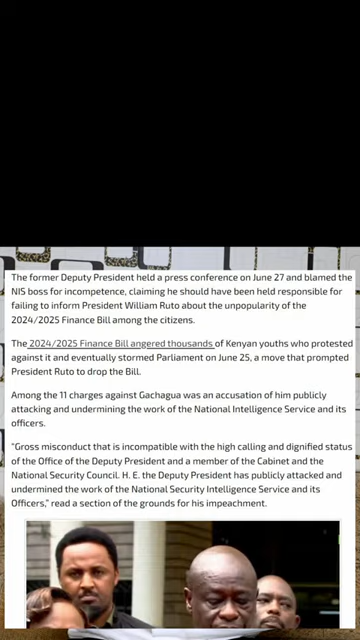 The former Deputy President held a press conference on June 27 and blamed the
NIS boss for incompetence, claiming he should have been held responsible for
failing to inform President William Ruto about the unpopularity of the
2024/2025 Finance Bill among the citizens.
The 2024/2025 Finance Bill angered thousands of Kenyan youths who protested
against it and eventually stormed Parliament on June 25, a move that prompted
President Ruto to drop the Bill.
Among the 11 charges against Gachagua was an accusation of him publicly
attacking and undermining the work of the National Intelligence Service and its
officers.
"Gross misconduct that is incompatible with the high calling and dignified status
of the Office of the Deputy President and a member of the Cabinet and the
National Security Council. H. E. the Deputy President has publicly attacked and
undermined the work of the National Security Intelligence Service and its
Officers," read a section of the grounds for his impeachment.